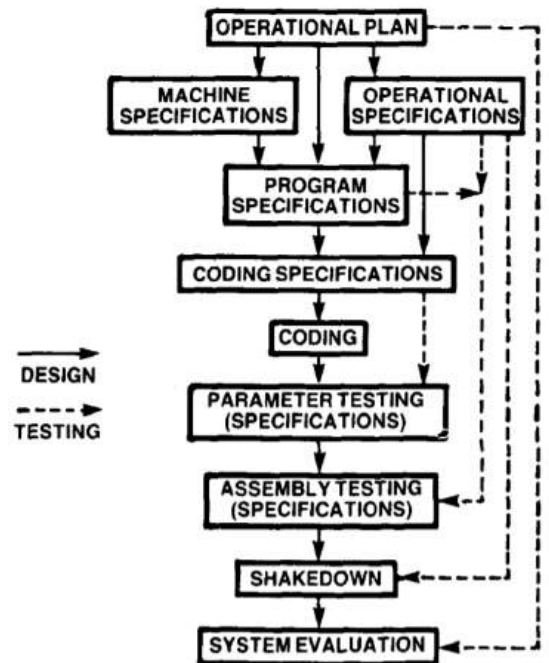 OPERATIONAL PLAN
MACHINE
SPECIFICATIONS
OPERATIONAL
SPECIFICATIONS
PROGRAM
SPECIFICATIONS
CODING SPECIFICATIONS
CODING
DESIGN
TESTING
PARAMETER TESTING
(SPECIFICATIONS)
ASSEMBLY TESTING
(SPECIFICATIONS)
SHAKEDOWN
SYSTEM EVALUATION